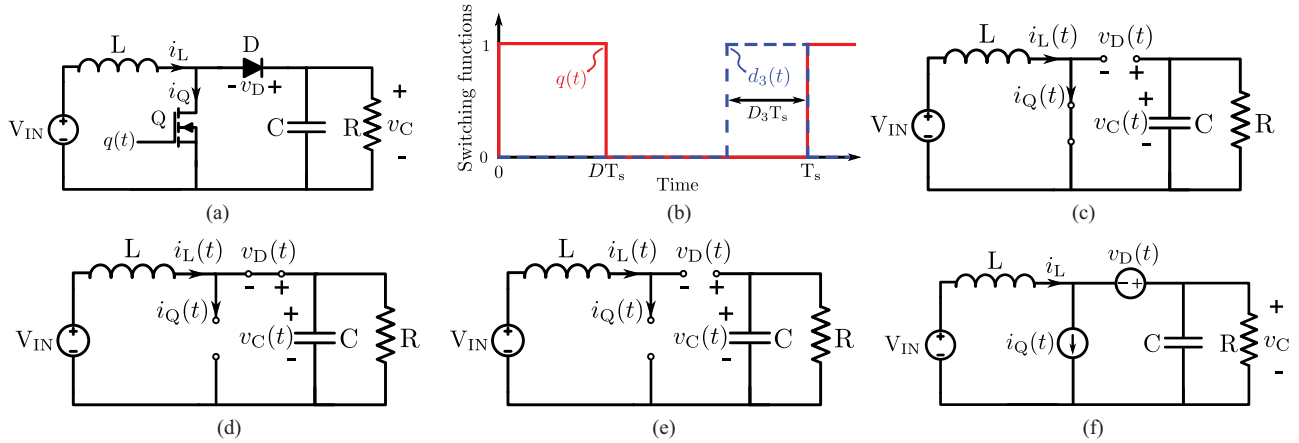 L
i_L
D
- v_D +
i_Q
Q
q(t)
V_IN
C
R
+
v_C
-
(a)
Switching functions
1
0
q(t)
d_3(t)
D_3T_s
0
DT_s
Time
T_s
(b)
L
i_L(t)
v_D(t)
- +
i_Q(t)
V_IN
+
v_C(t)
-
C
R
(c)
L
i_L(t)
v_D(t)
- +
i_Q(t)
V_IN
+
v_C(t)
-
C
R
(d)
L
i_L(t)
v_D(t)
- +
i_Q(t)
V_IN
+
v_C(t)
-
C
R
(e)
L
i_L
v_D(t)
- +
V_IN
i_Q(t)
C
R
+
v_C
-
(f)